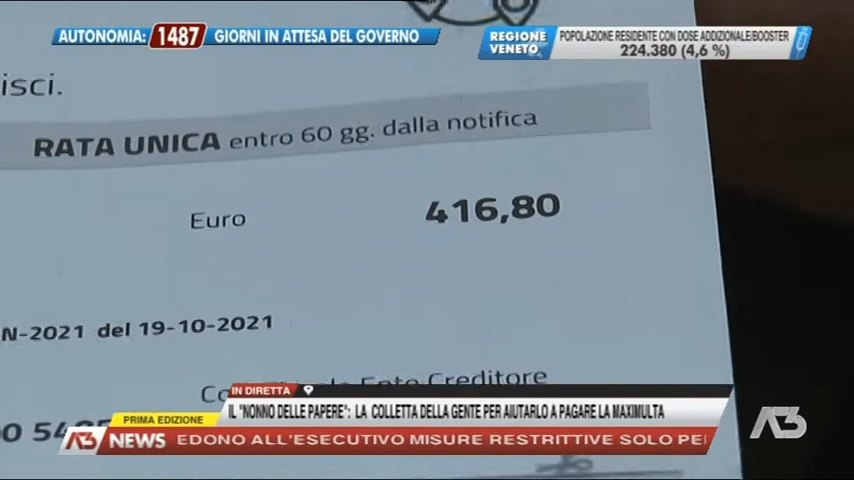 AUTONOMIA: 1487 GIORNI IN ATTESA DEL GOVERNO
REGIONE VENETO
POPOLAZIONE RESIDENTE CON DOSE ADDIZIONALE/BOOSTER
224.380 (4,6 %)
isci.
RATA UNICA entro 60 gg. dalla notifica
Euro 416,80
N-2021 del 19-10-2021
Ente Creditore
IN DIRETTA
IL "NONNO DELLE PAPERE": LA COLLETTA DELLA GENTE PER AIUTARLO A PAGARE LA MAXIMULTA
PRIMA EDIZIONE
A3 NEWS EDONO ALL'ESECUTIVO MISURE RESTRITTIVE SOLO PE
A3